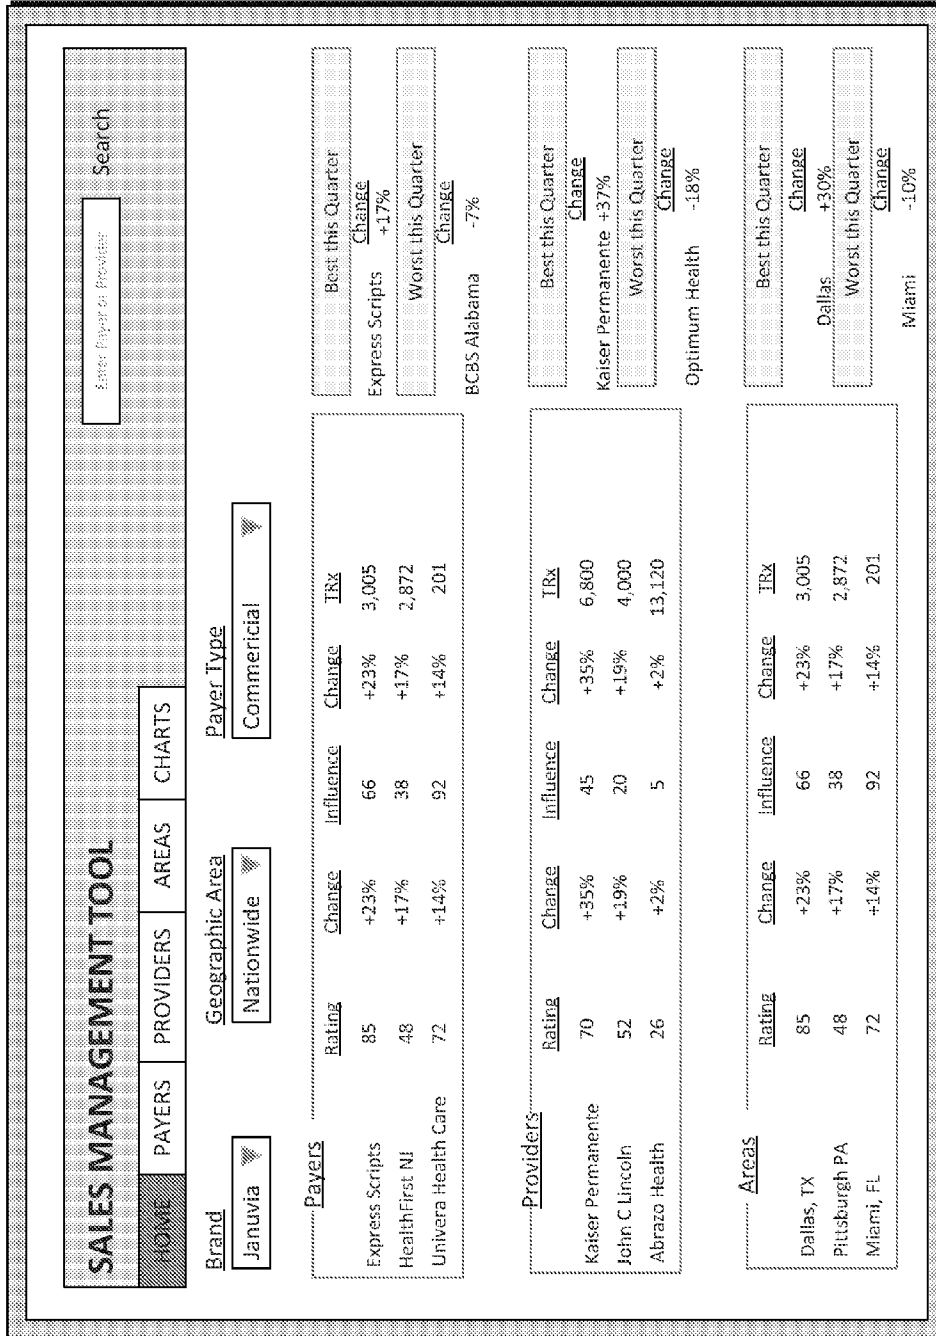 SALES MANAGEMENT TOOL
Enter Payer or Provider Search
HOME PAYERS PROVIDERS AREAS CHARTS
Brand Geographic Area Payer Type
Januvia Nationwide Commericial
Payers
Rating Change Influence Change TRx
Express Scripts 85 +23% 66 +23% 3,005
HealthFirst NJ 48 +17% 38 +17% 2,872
Univera Health Care 72 +14% 92 +14% 201
Best this Quarter
Change
Express Scripts +17%
Worst this Quarter
Change
BCBS Alabama -7%
Providers
Rating Change Influence Change TRx
Kaiser Permanente 70 +35% 45 +35% 6,800
John C Lincoln 52 +19% 20 +19% 4,000
Abrazo Health 26 +2% 5 +2% 13,120
Best this Quarter
Change
Kaiser Permanente +37%
Worst this Quarter
Change
Optimum Health -18%
Areas
Rating Change Influence Change TRx
Dallas, TX 85 +23% 66 +23% 3,005
Pittsburgh PA 48 +17% 38 +17% 2,872
Miami, FL 72 +14% 92 +14% 201
Best this Quarter
Change
Dallas +30%
Worst this Quarter
Change
Miami -10%